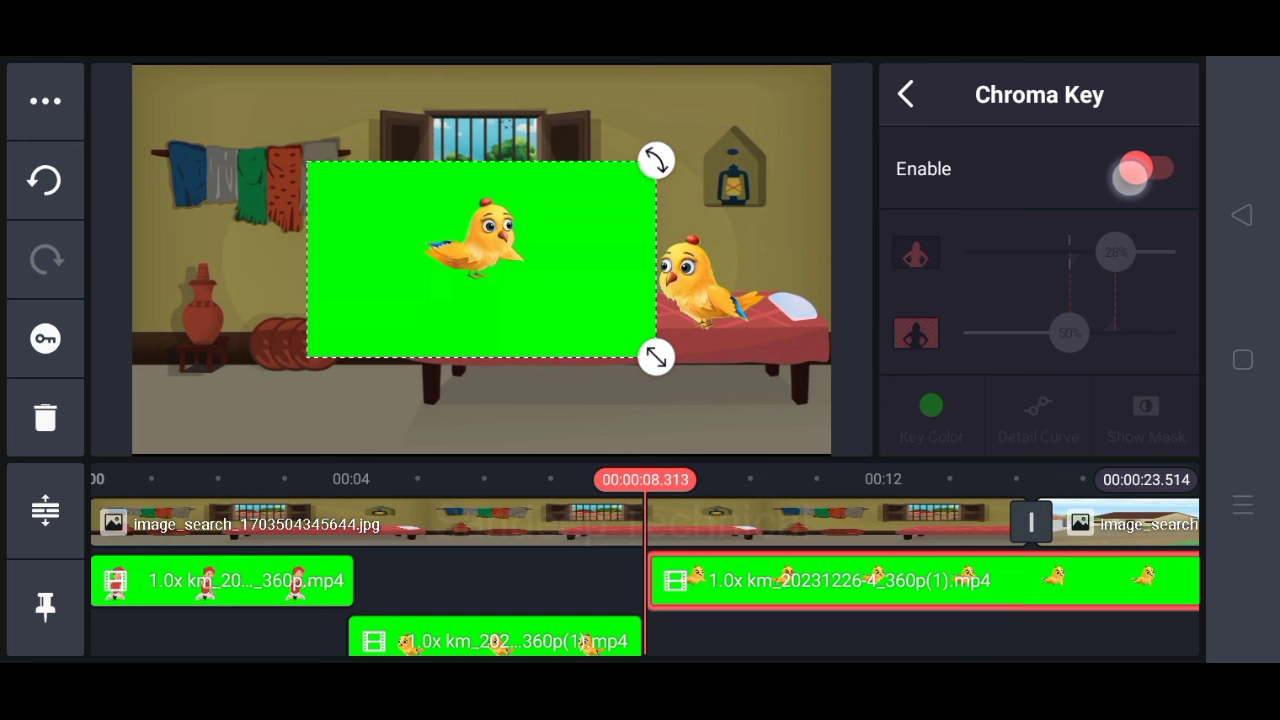 Chroma Key
Enable
28%
50%
Key Color
Detail Curve
Show Mask
00
00:04
00:00:08.313
00:12
00:00:23.514
image_search_1703504345644.jpg
image_search
1.0x km_20..._360p.mp4
1.0x km_20231226-4_360p(1).mp4
1.0x km_202...360p(1).mp4